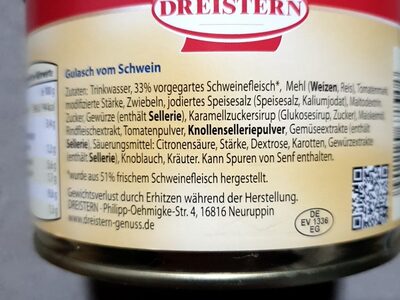 DREISTERN
Gulasch vom Schwein
Zutaten: Trinkwasser, 33% vorgegartes Schweinefleisch*, Mehl (Weizen, Reis), Tomatenmark,
modifizierte Stärke, Zwiebeln, jodiertes Speisesalz (Speisesalz, Kaliumjodat), Maltodextrin,
Zucker, Gewürze (enthält Sellerie), Karamellzuckersirup (Glukosesirup, Zucker), Maiskeimöl,
Rindfleischextrakt, Tomatenpulver, Knollenselleriepulver, Gemüseextrakte (enthält
Sellerie), Säuerungsmittel: Citronensäure, Stärke, Dextrose, Karotten, Gewürzextrakte
(enthält Sellerie), Knoblauch, Kräuter. Kann Spuren von Senf enthalten.
*wurde aus 51% frischem Schweinefleisch hergestellt.
Gewichtsverlust durch Erhitzen während der Herstellung.
DREISTERN - Philipp-Oehmigke-Str. 4, 16816 Neuruppin
www.dreistern-genuss.de
DE
EV 1336
EG